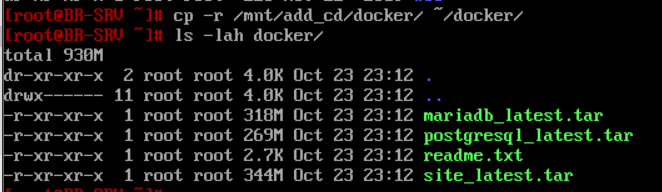 [root@BR-SRV ~]# cp -r /mnt/add_cd/docker/ ~/docker/
[root@BR-SRV ~]# ls -lah docker/
total 930M
dr-xr-xr-x  2 root root 4.0K Oct 23 23:12 .
drwx------ 11 root root 4.0K Oct 23 23:12 ..
-r-xr-xr-x  1 root root 318M Oct 23 23:12 mariadb_latest.tar
-r-xr-xr-x  1 root root 269M Oct 23 23:12 postgresql_latest.tar
-r-xr-xr-x  1 root root 2.7K Oct 23 23:12 readme.txt
-r-xr-xr-x  1 root root 344M Oct 23 23:12 site_latest.tar